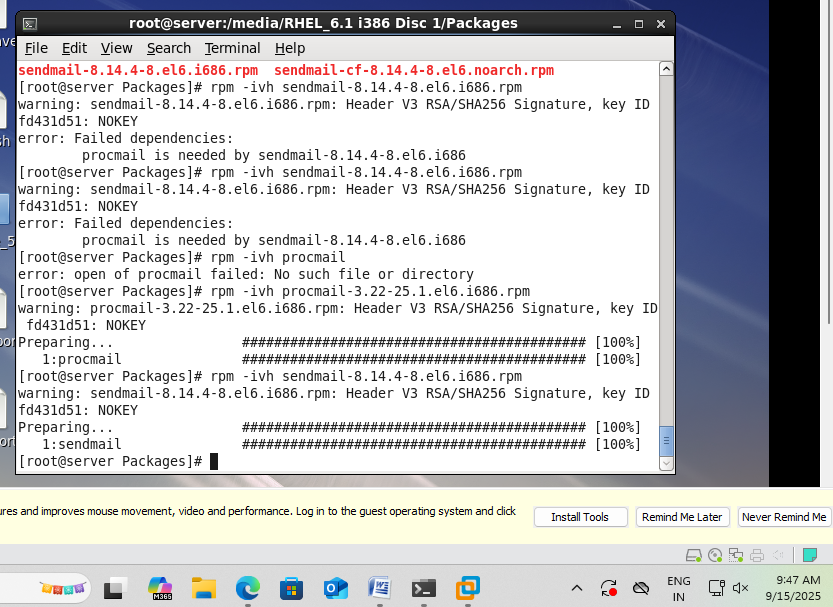 root@server:/media/RHEL_6.1 i386 Disc 1/Packages
File Edit View Search Terminal Help
sendmail-8.14.4-8.el6.i686.rpm  sendmail-cf-8.14.4-8.el6.noarch.rpm
[root@server Packages]# rpm -ivh sendmail-8.14.4-8.el6.i686.rpm
warning: sendmail-8.14.4-8.el6.i686.rpm: Header V3 RSA/SHA256 Signature, key ID
fd431d51: NOKEY
error: Failed dependencies:
        procmail is needed by sendmail-8.14.4-8.el6.i686
[root@server Packages]# rpm -ivh sendmail-8.14.4-8.el6.i686.rpm
warning: sendmail-8.14.4-8.el6.i686.rpm: Header V3 RSA/SHA256 Signature, key ID
fd431d51: NOKEY
error: Failed dependencies:
        procmail is needed by sendmail-8.14.4-8.el6.i686
[root@server Packages]# rpm -ivh procmail
error: open of procmail failed: No such file or directory
[root@server Packages]# rpm -ivh procmail-3.22-25.1.el6.i686.rpm
warning: procmail-3.22-25.1.el6.i686.rpm: Header V3 RSA/SHA256 Signature, key ID
 fd431d51: NOKEY
Preparing...                ########################################### [100%]
   1:procmail               ########################################### [100%]
[root@server Packages]# rpm -ivh sendmail-8.14.4-8.el6.i686.rpm
warning: sendmail-8.14.4-8.el6.i686.rpm: Header V3 RSA/SHA256 Signature, key ID
fd431d51: NOKEY
Preparing...                ########################################### [100%]
   1:sendmail               ########################################### [100%]
[root@server Packages]#
ures and improves mouse movement, video and performance. Log in to the guest operating system and click
Install Tools
Remind Me Later
Never Remind Me
M365
ENG
IN
9:47 AM
9/15/2025